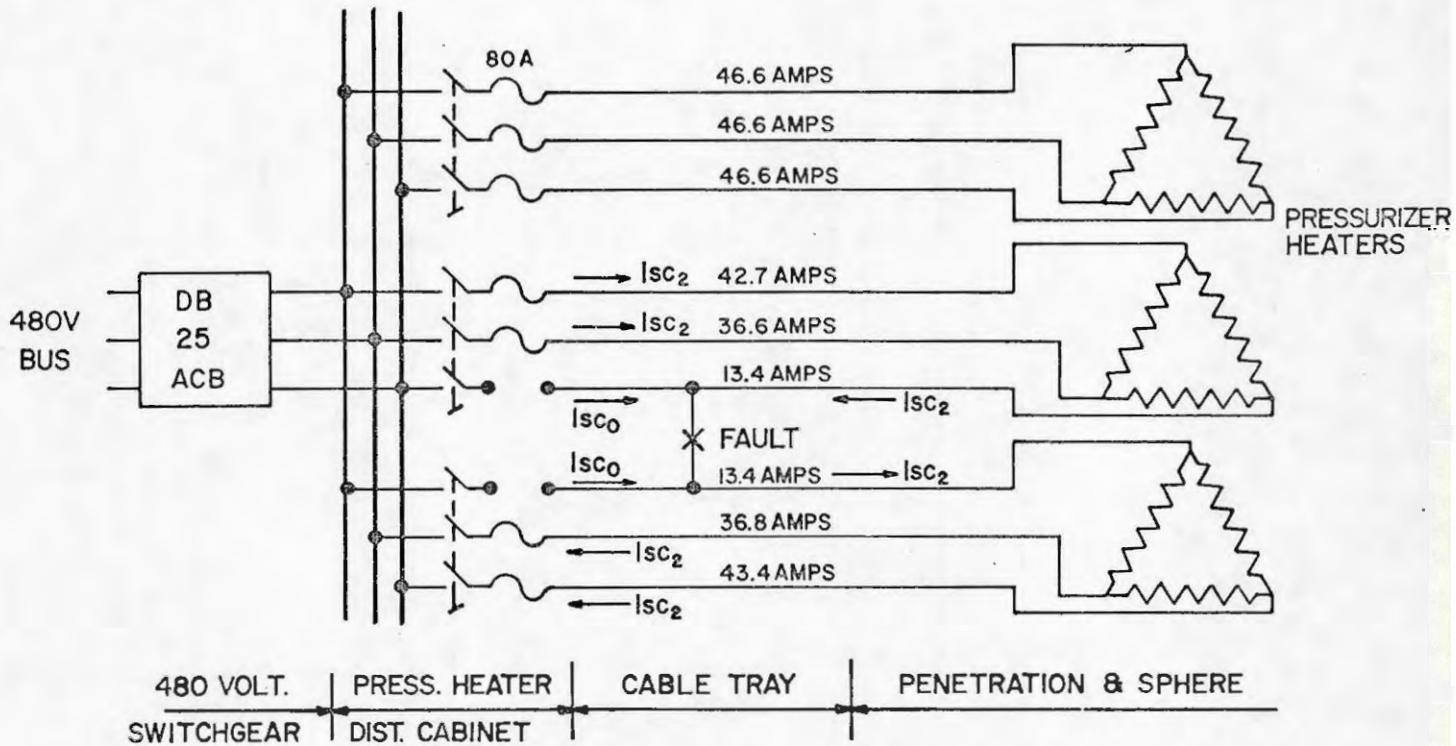 80A
46.6 AMPS
46.6 AMPS
46.6 AMPS
PRESSURIZER
HEATERS
480V
BUS
DB
25
ACB
Isc2 42.7 AMPS
Isc2 36.6 AMPS
13.4 AMPS
Isc0
Isc2
FAULT
Isc0
13.4 AMPS
Isc2
36.8 AMPS
Isc2
43.4 AMPS
Isc2
480 VOLT.
SWITCHGEAR
PRESS. HEATER
DIST. CABINET
CABLE TRAY
PENETRATION & SPHERE